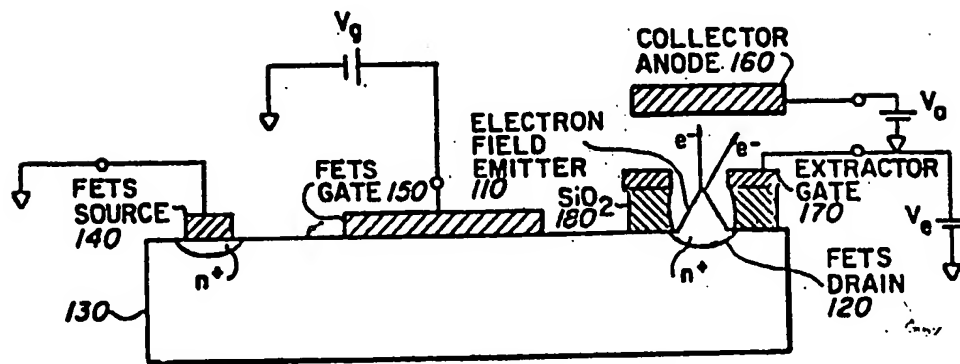 Vg
COLLECTOR
ANODE 160
Va
ELECTRON
FIELD
EMITTER
110
e-
e-
FETS
SOURCE
140
FETS
GATE 150
SiO2
180
EXTRACTOR
GATE
170
Ve
n+
n+
FETS
DRAIN
120
130